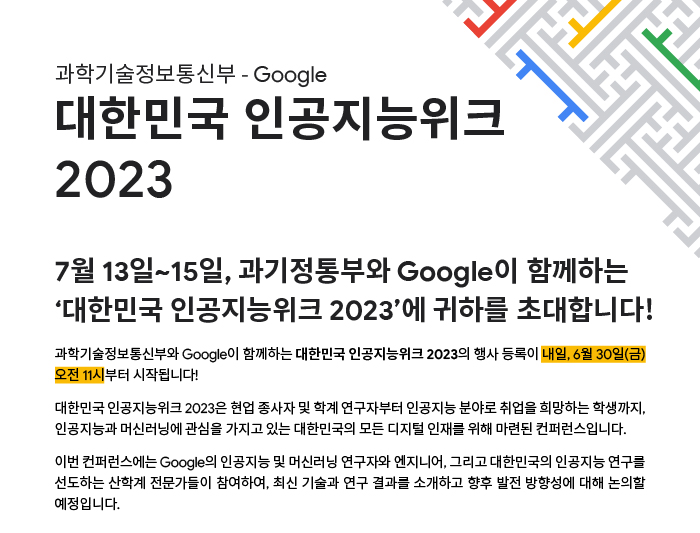 과학기술정보통신부 - Google
대한민국 인공지능위크
2023
7월 13일~15일, 과기정통부와 Google이 함께하는
‘대한민국 인공지능위크 2023’에 귀하를 초대합니다!
과학기술정보통신부와 Google이 함께하는 대한민국 인공지능위크 2023의 행사 등록이 내일, 6월 30일(금)
오전 11시부터 시작됩니다!
대한민국 인공지능위크 2023은 현업 종사자 및 학계 연구자부터 인공지능 분야로 취업을 희망하는 학생까지,
인공지능과 머신러닝에 관심을 가지고 있는 대한민국의 모든 디지털 인재를 위해 마련된 컨퍼런스입니다.
이번 컨퍼런스에는 Google의 인공지능 및 머신러닝 연구자와 엔지니어, 그리고 대한민국의 인공지능 연구를
선도하는 산학계 전문가들이 참여하여, 최신 기술과 연구 결과를 소개하고 향후 발전 방향성에 대해 논의할
예정입니다.